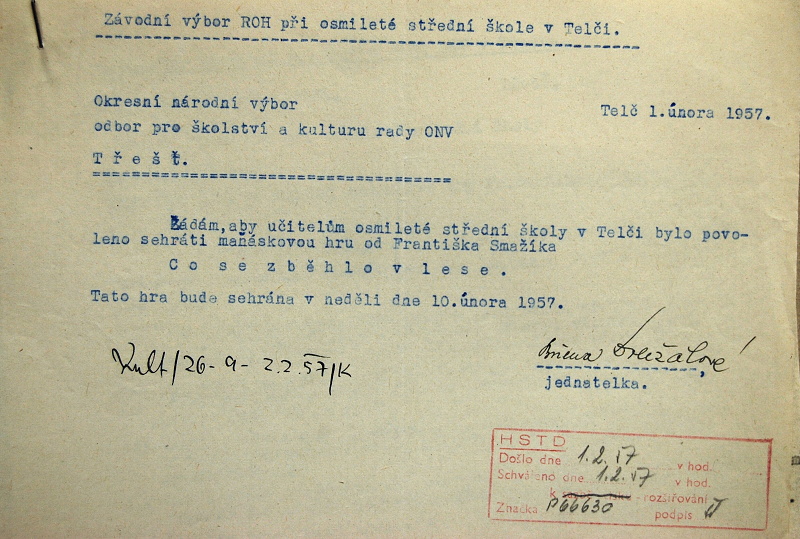 Závodní výbor ROH při osmileté střední škole v Telči.
Okresní národní výbor
Telč 1.února 1957.
odbor pro školství a kulturu rady ONV
T ř e š ť.
Žádám,aby učitelům osmileté střední školy v Telči bylo povo-
leno sehráti maňáskovou hru od Františka Smažíka
C o s e z b ě h l o v l e s e .
Tato hra bude sehrána v neděli dne 10.února 1957.
Kult/26-9-2.2.57/K
jednatelka.
HSTD
Došlo dne 1.2.57 v hod.
Schváleno dne 1.2.57 v hod.
k rozšiřování
Značka P66630 podpis